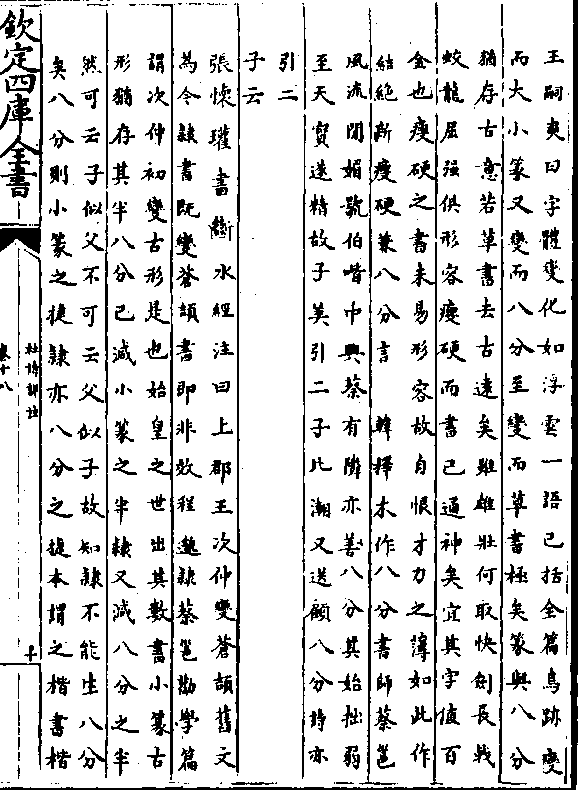 王嗣奭曰字體變化如浮雲一語已括全篇鳥跡變
而大小篆又變而八分至變而草書極矣篆與八分
猶存古意若草書去古遠矣雖雄壯何取快劍長戟
蛟龍屈强俱形容瘦硬而書已通神矣宜其字值百
金也瘦硬之書未易形容故自恨才力之薄如此作
結絶斷瘦硬兼八分言 韓擇木作八分書師蔡邕
風流閒媚號伯喈中興蔡有隣亦善八分其始拙弱
至天寳遂精故子美引二子比潮又送顧八分詩亦
引二
子云
張懷瓘書斷水經注曰上郡王次仲變蒼頡舊文
為今隸書既變蒼頡書即非效程邈隸蔡邕勸學篇
謂次仲初變古形是也始皇之世出其數書小篆古
形猶存其半八分已減小篆之半隸又減八分之半
然可云子似父不可云父似子故知隸不能生八分
矣八分則小篆之捷隸亦八分之捷本謂之楷書楷
欽定四庫全書
杜詩詳註
卷十八